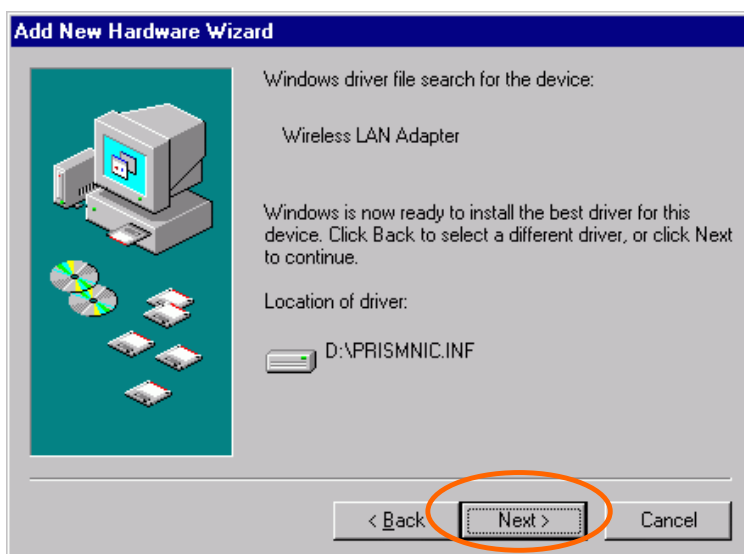 Add New Hardware Wizard
Windows driver file search for the device:
Wireless LAN Adapter
Windows is now ready to install the best driver for this
device. Click Back to select a different driver, or click Next
to continue.
Location of driver:
D:\PRISMNIC.INF
< Back
Next >
Cancel